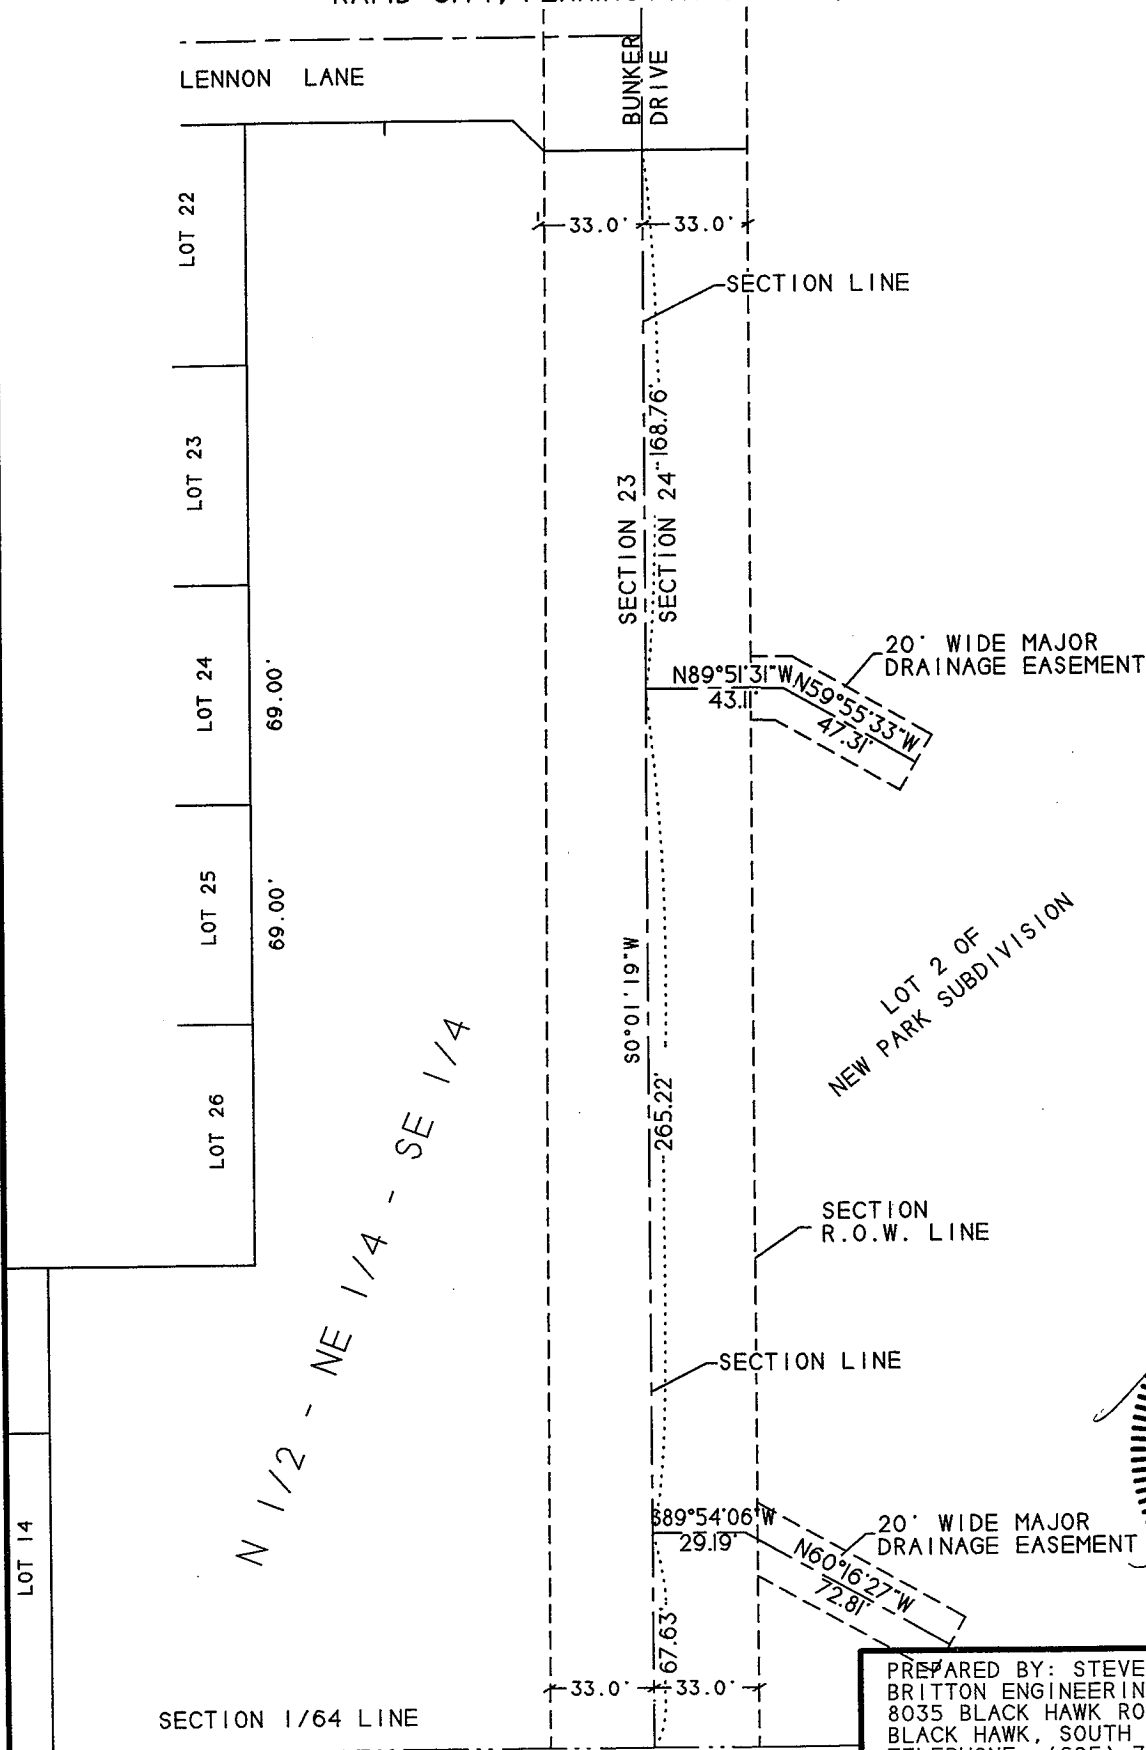 LENNON LANE
BUNKER
DRIVE
LOT 22
33.0'
33.0'
SECTION LINE
168.76'
LOT 23
SECTION 23
SECTION 24
20' WIDE MAJOR
DRAINAGE EASEMENT
LOT 24
69.00'
N89°51'31"W
43.11'
N59°55'33"W
47.31'
LOT 25
69.00'
S0°01'19"W
LOT 2 OF
NEW PARK SUBDIVISION
265.22'
LOT 26
N 1/2 - NE 1/4 - SE 1/4
SECTION
R.O.W. LINE
SECTION LINE
LOT 14
S89°54'06"W
29.19'
20' WIDE MAJOR
DRAINAGE EASEMENT
N60°16'27"W
72.81'
67.63'
33.0'
33.0'
SECTION 1/64 LINE
PREPARED BY: STEVE
BRITTON ENGINEERIN
8035 BLACK HAWK RO
BLACK HAWK, SOUTH